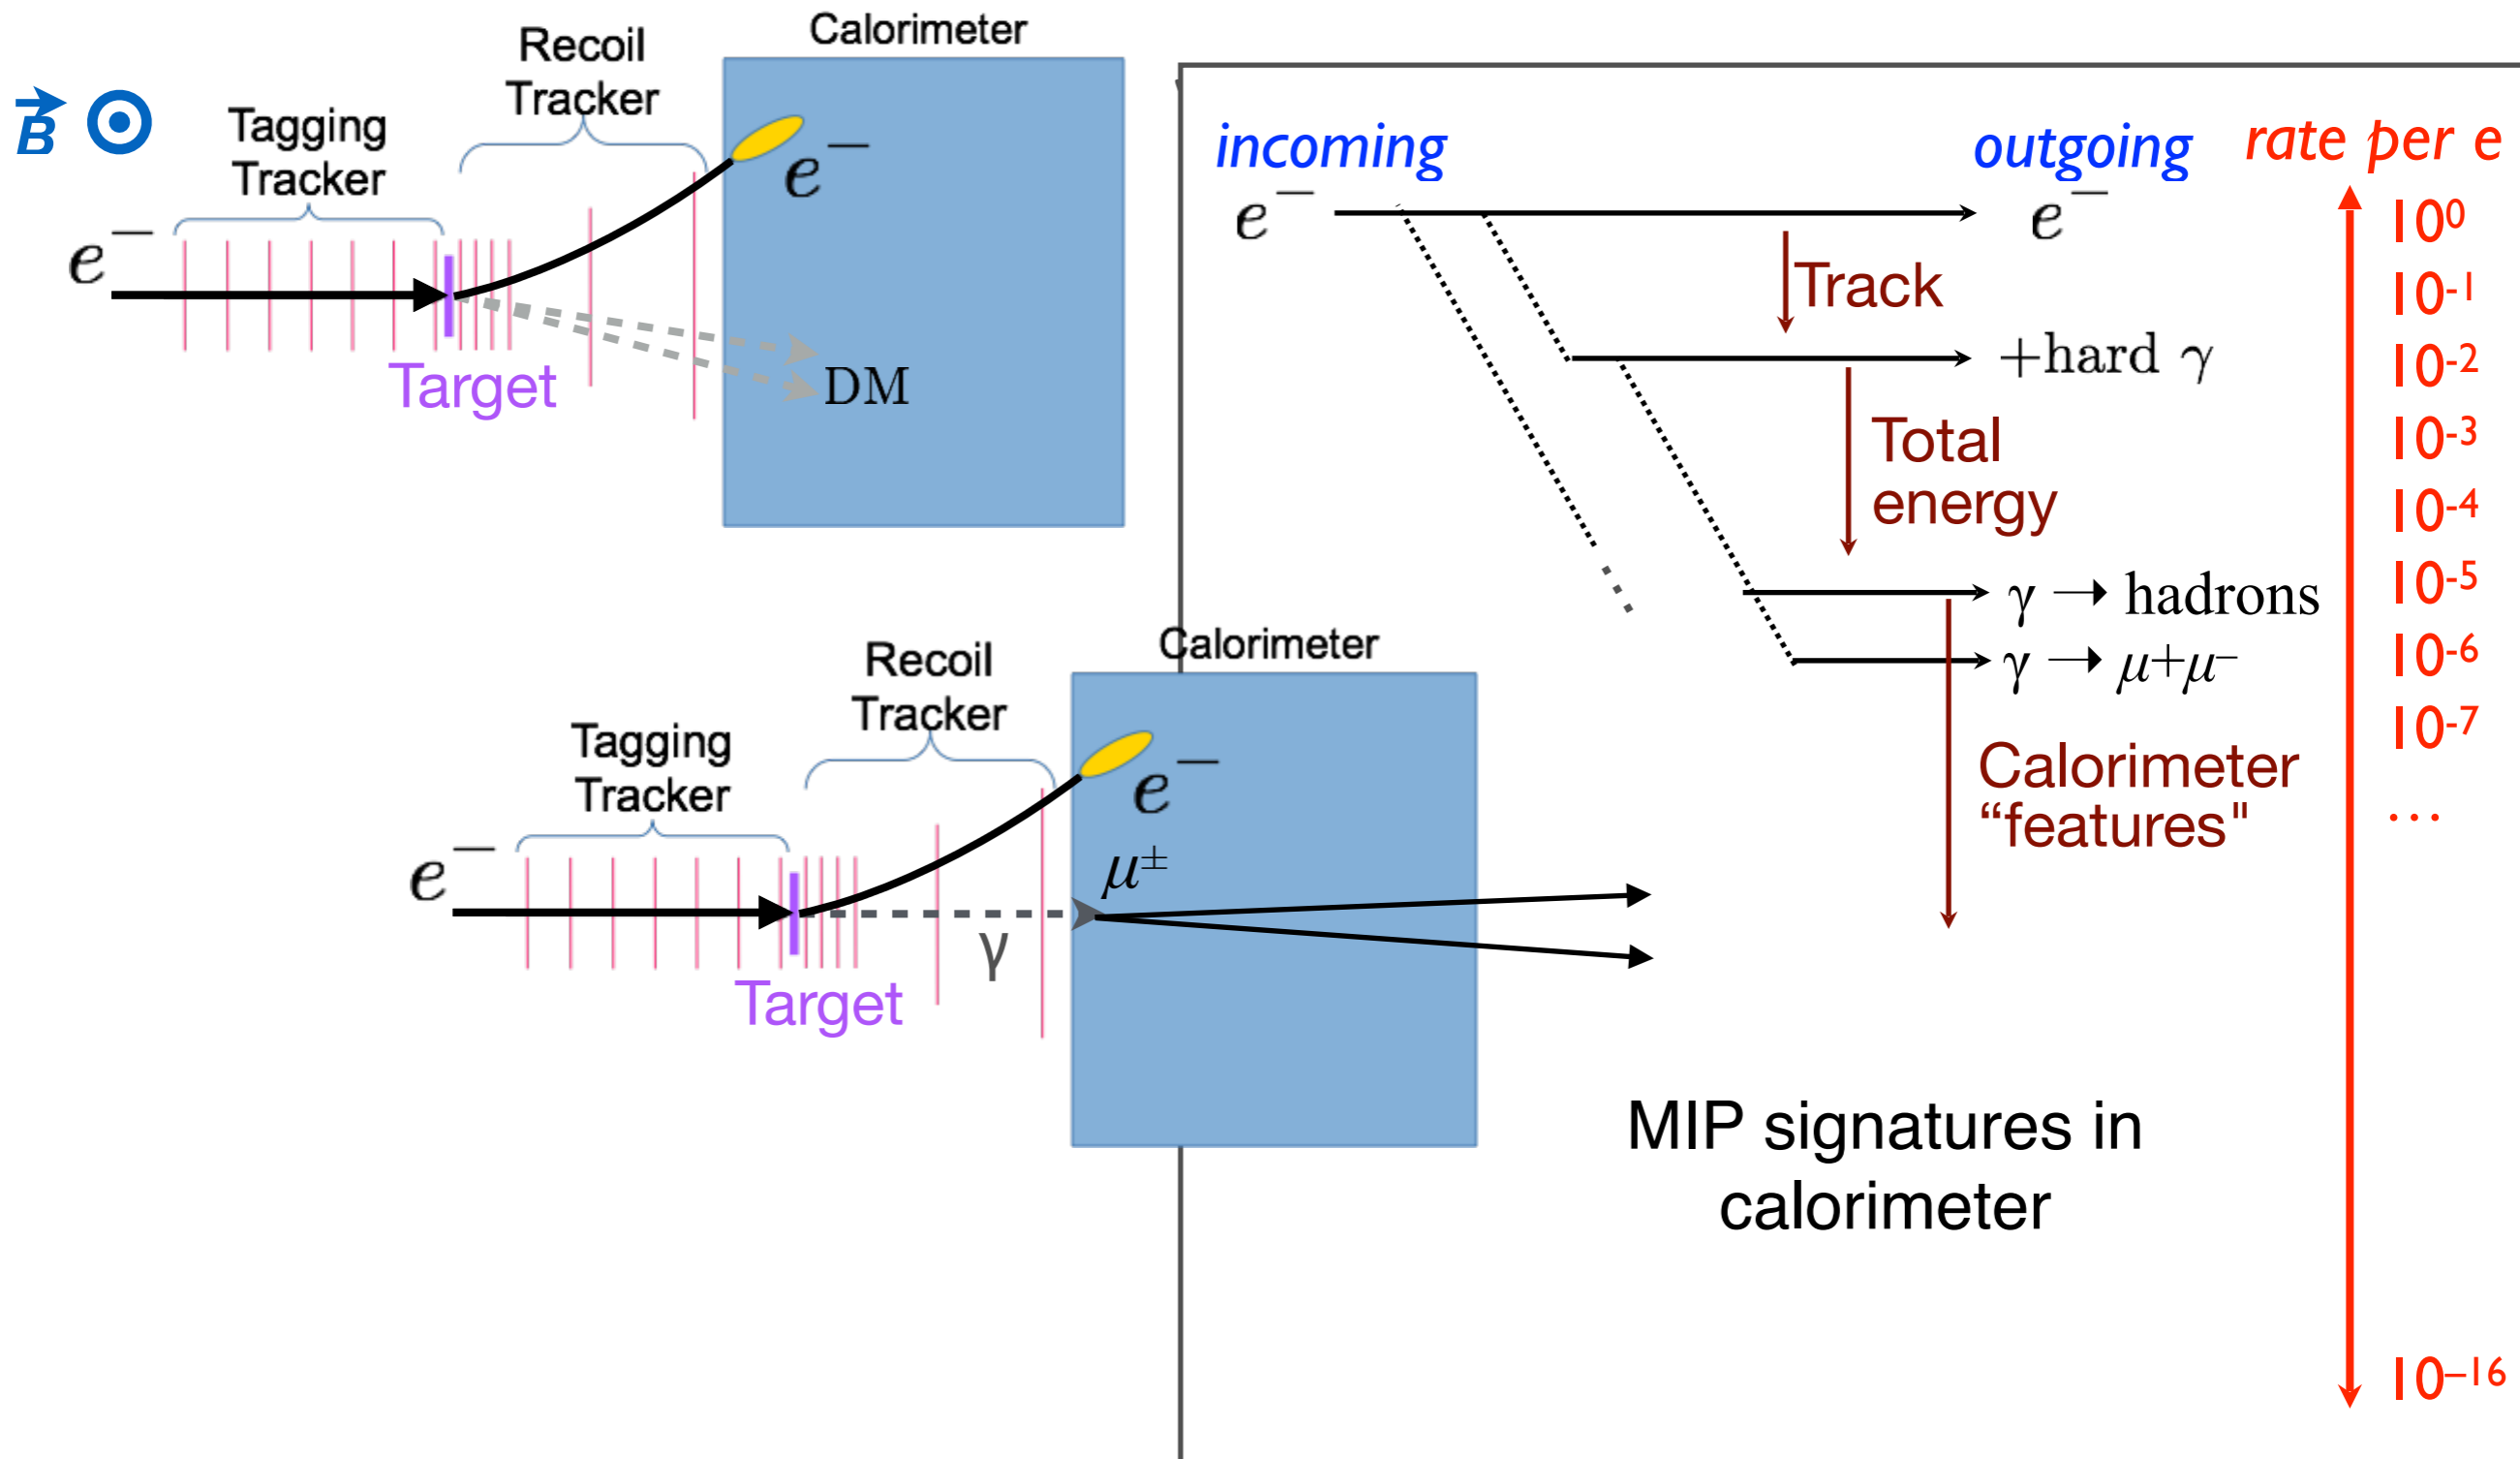 B⃗
Tagging
Tracker
Recoil
Tracker
Calorimeter
e⁻
e⁻
Target
DM
incoming
outgoing
rate per e
e⁻
e⁻
Track
+hard γ
Total
energy
γ → hadrons
γ → μ+μ⁻
Calorimeter
“features"
10⁰
10⁻¹
10⁻²
10⁻³
10⁻⁴
10⁻⁵
10⁻⁶
10⁻⁷
...
10⁻¹⁶
Tagging
Tracker
Recoil
Tracker
Calorimeter
e⁻
e⁻
μ±
γ
Target
MIP signatures in
calorimeter